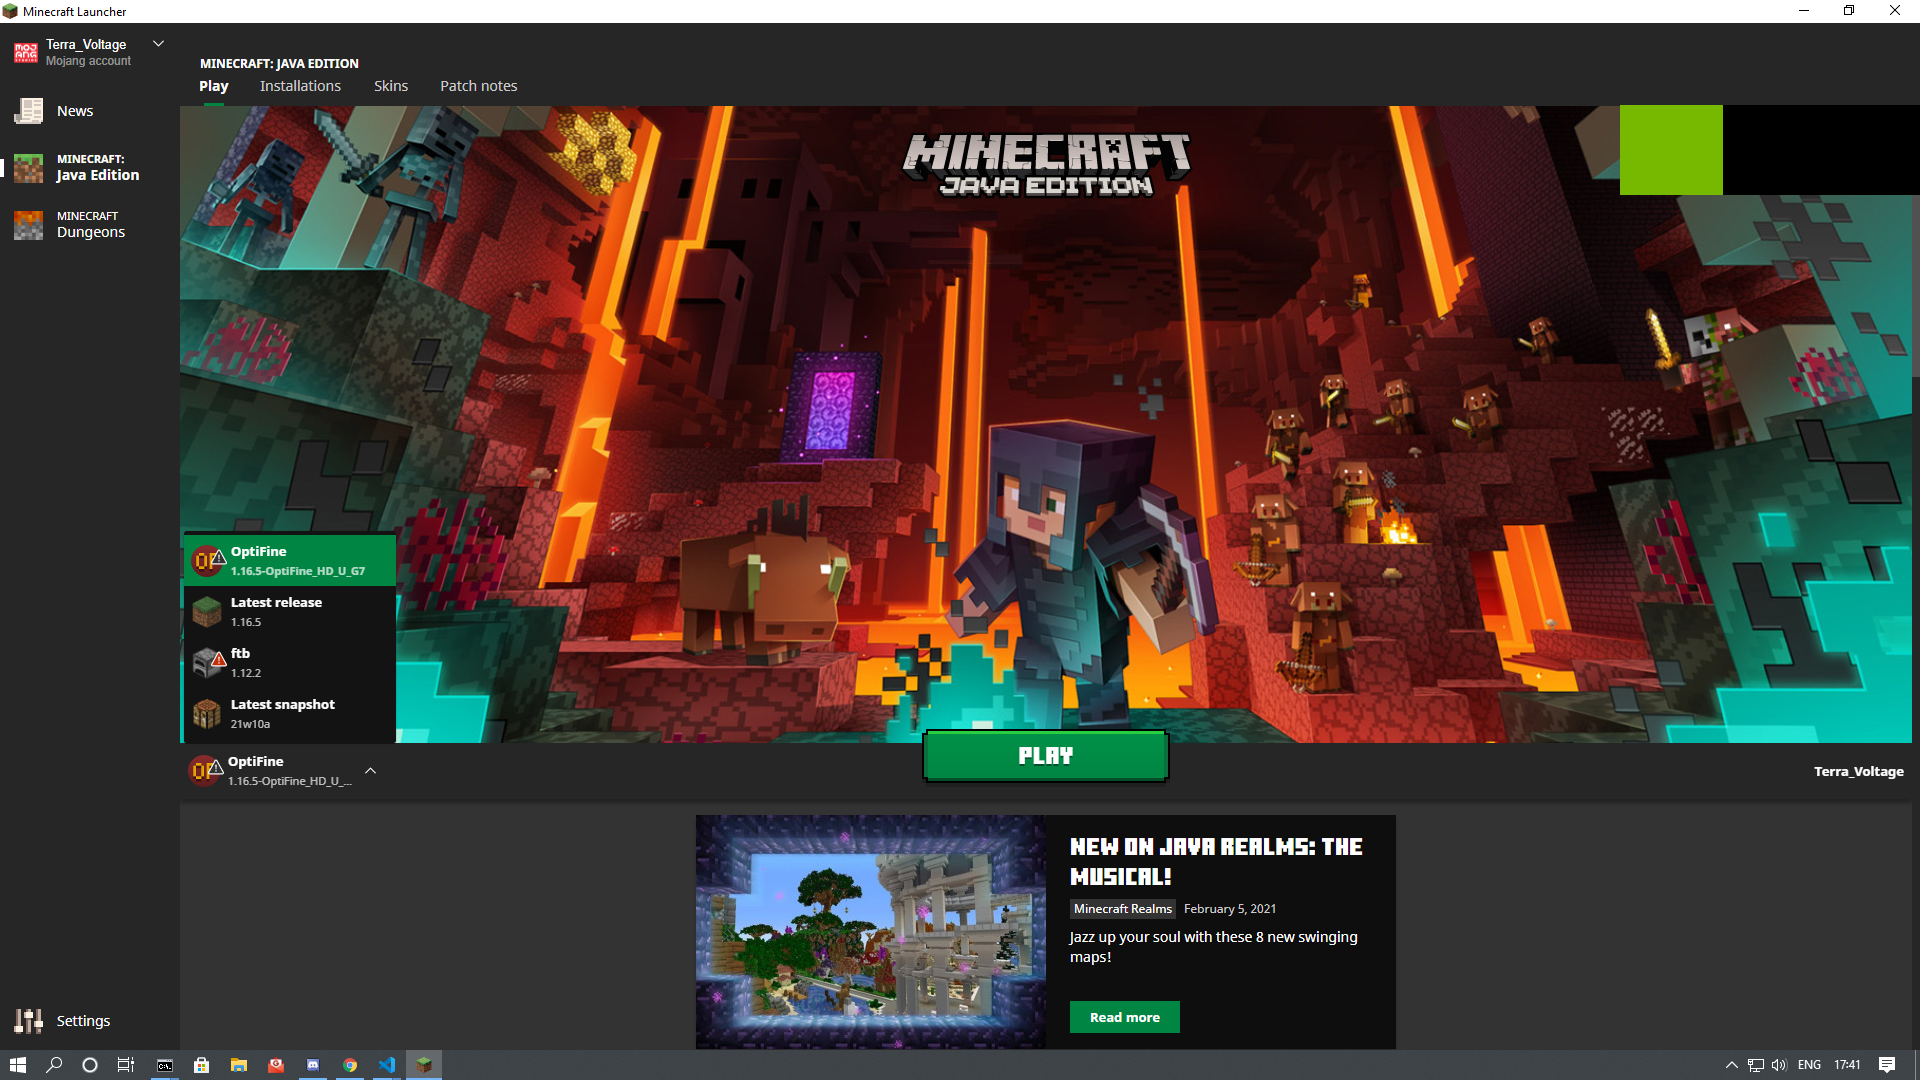 Minecraft Launcher
Terra_Voltage
Mojang account
News
MINECRAFT:
Java Edition
MINECRAFT
Dungeons
Settings
MINECRAFT: JAVA EDITION
Play
Installations
Skins
Patch notes
MINECRAFT
JAVA EDITION
OptiFine
1.16.5-OptiFine_HD_U_G7
Latest release
1.16.5
ftb
1.12.2
Latest snapshot
21w10a
OptiFine
1.16.5-OptiFine_HD_U_...
PLAY
Terra_Voltage
NEW ON JAVA REALMS: THE
MUSICAL!
Minecraft Realms
February 5, 2021
Jazz up your soul with these 8 new swinging
maps!
Read more
ENG
17:41